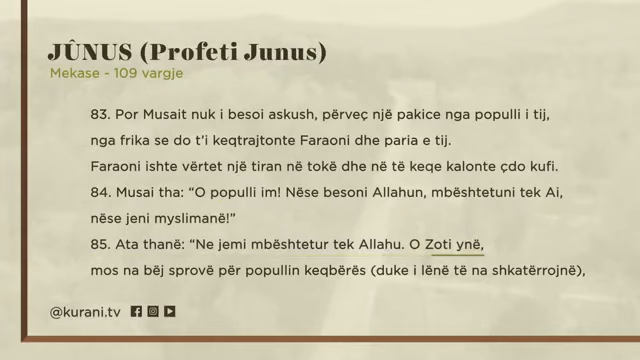 JÛNUS (Profeti Junus)
Mekase - 109 vargje
83. Por Musait nuk i besoi askush, përveç një pakice nga populli i tij,
nga frika se do t'i keqtrajtonte Faraoni dhe paria e tij.
Faraoni ishte vërtet një tiran në tokë dhe në të keqe kalonte çdo kufi.
84. Musai tha: “O populli im! Nëse besoni Allahun, mbështetuni tek Ai,
nëse jeni myslimanë!”
85. Ata thanë: “Ne jemi mbështetur tek Allahu. O Zoti ynë,
mos na bëj sprovë për popullin keqbërës (duke i lënë të na shkatërrojnë),
@kurani.tv